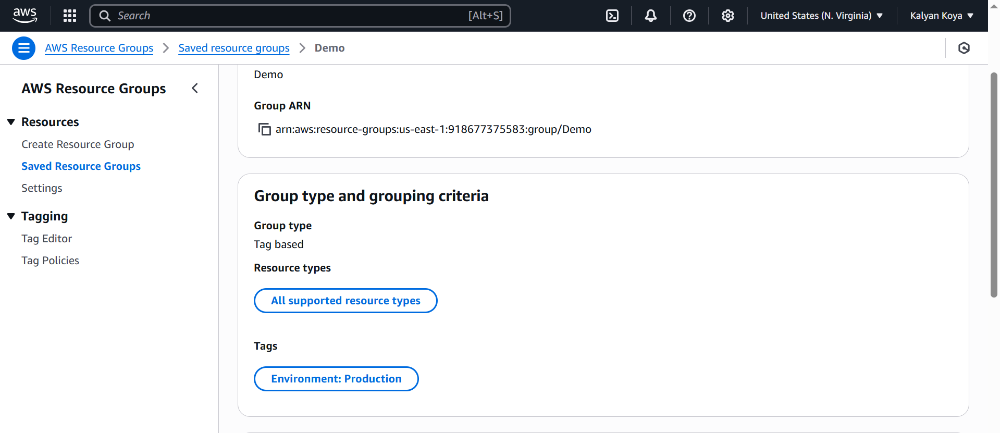 aws
Search
[Alt+S]
United States (N. Virginia)
Kalyan Koya
AWS Resource Groups
Saved resource groups
Demo
AWS Resource Groups
Resources
Create Resource Group
Saved Resource Groups
Settings
Tagging
Tag Editor
Tag Policies
Demo
Group ARN
arn:aws:resource-groups:us-east-1:918677375583:group/Demo
Group type and grouping criteria
Group type
Tag based
Resource types
All supported resource types
Tags
Environment: Production